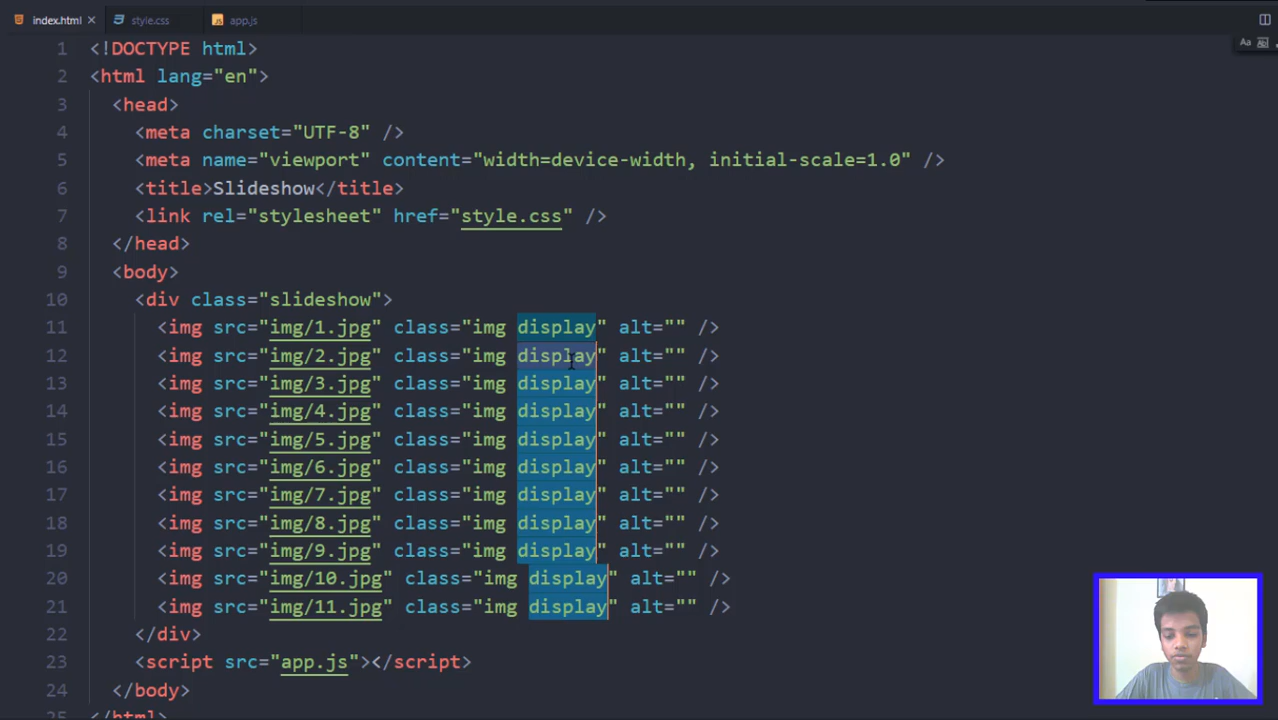 index.html × style.css app.js
Aa Abl
1 <!DOCTYPE html>
2 <html lang="en">
3 <head>
4 <meta charset="UTF-8" />
5 <meta name="viewport" content="width=device-width, initial-scale=1.0" />
6 <title>Slideshow</title>
7 <link rel="stylesheet" href="style.css" />
8 </head>
9 <body>
10 <div class="slideshow">
11 <img src="img/1.jpg" class="img display" alt="" />
12 <img src="img/2.jpg" class="img display" alt="" />
13 <img src="img/3.jpg" class="img display" alt="" />
14 <img src="img/4.jpg" class="img display" alt="" />
15 <img src="img/5.jpg" class="img display" alt="" />
16 <img src="img/6.jpg" class="img display" alt="" />
17 <img src="img/7.jpg" class="img display" alt="" />
18 <img src="img/8.jpg" class="img display" alt="" />
19 <img src="img/9.jpg" class="img display" alt="" />
20 <img src="img/10.jpg" class="img display" alt="" />
21 <img src="img/11.jpg" class="img display" alt="" />
22 </div>
23 <script src="app.js"></script>
24 </body>
25 </html>